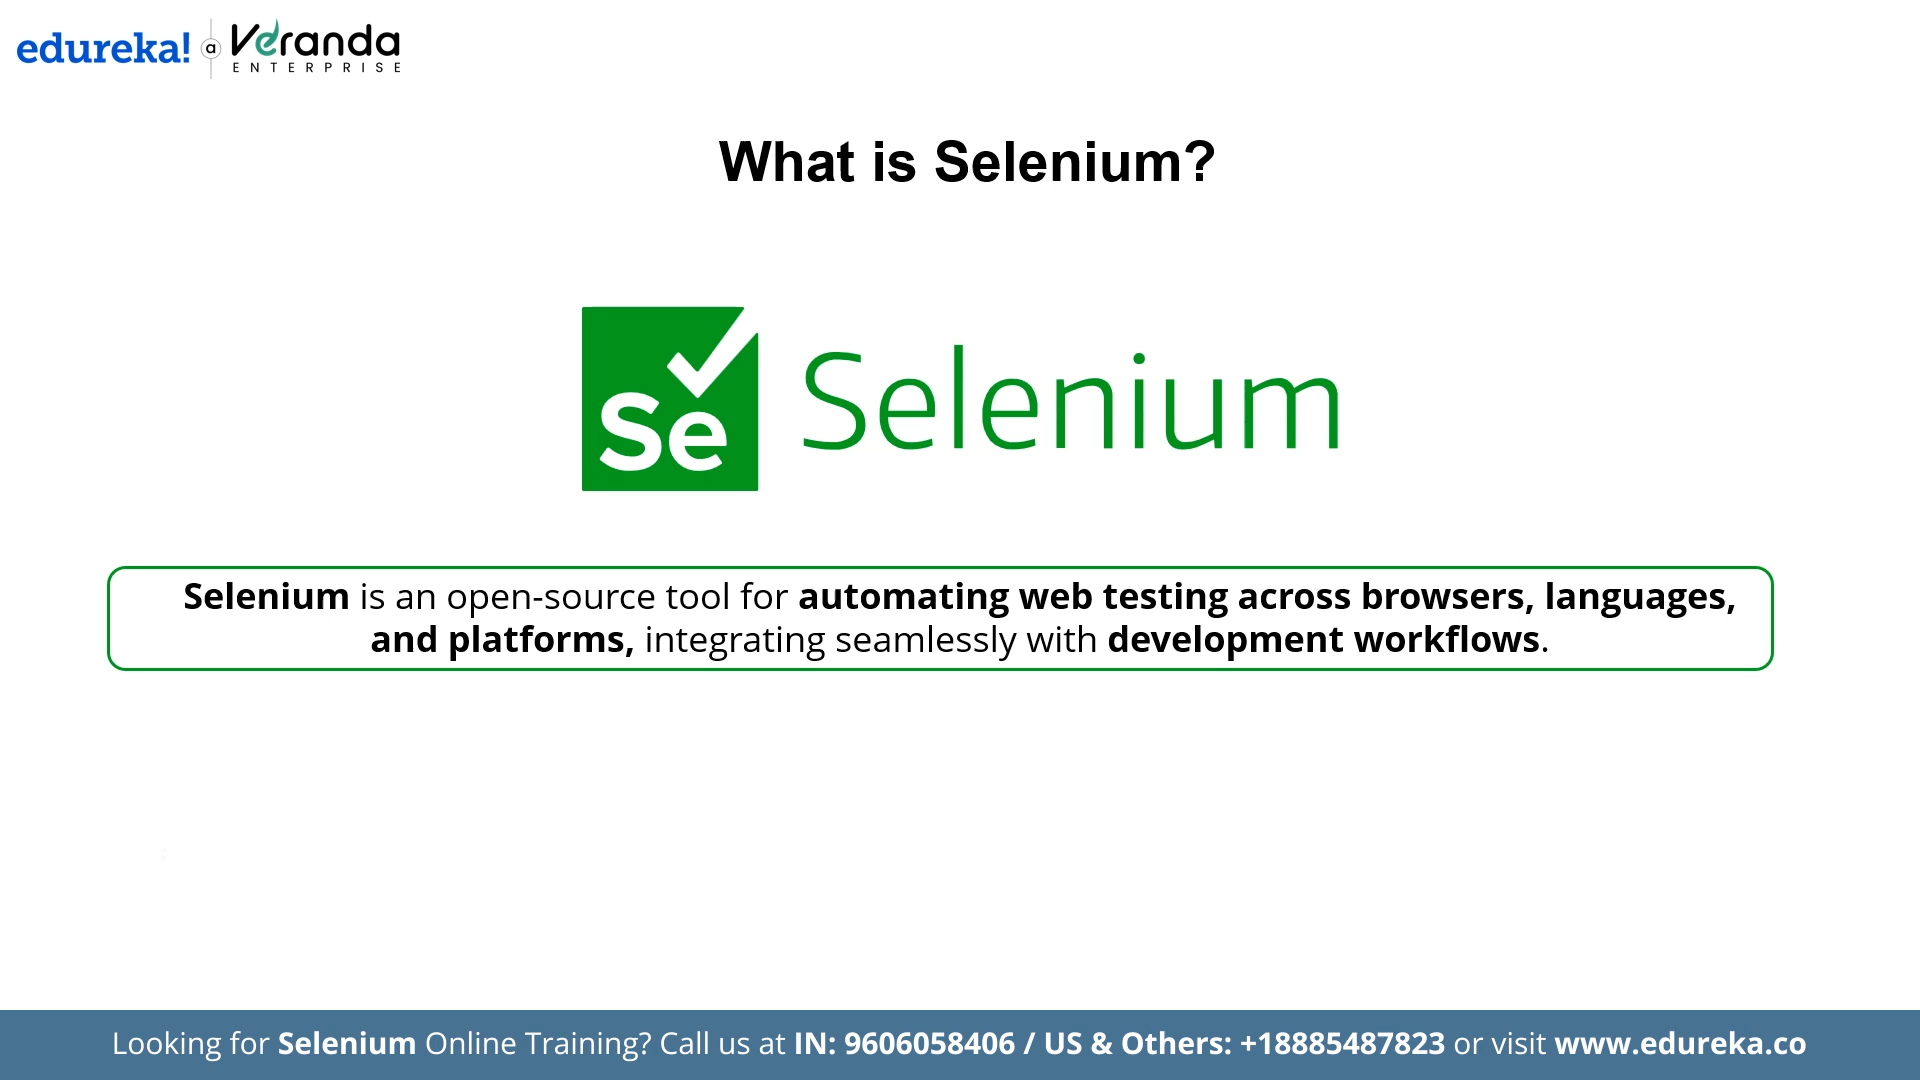 edureka! a Veranda
ENTERPRISE
What is Selenium?
Se Selenium
Selenium is an open-source tool for automating web testing across browsers, languages,
and platforms, integrating seamlessly with development workflows.
Looking for Selenium Online Training? Call us at IN: 9606058406 / US & Others: +18885487823 or visit www.edureka.co